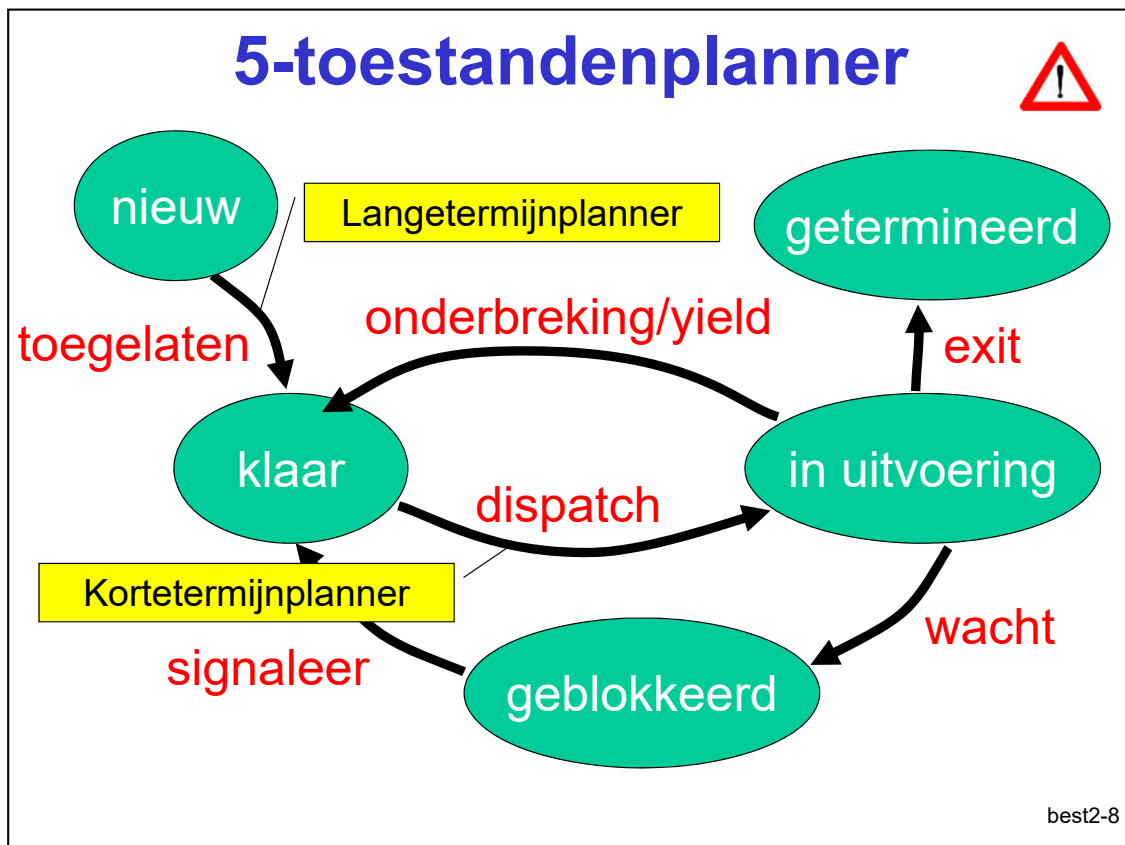 5-toestandenplanner
nieuw
Langetermijnplanner
getermineerd
toegelaten
onderbreking/yield
exit
klaar
in uitvoering
dispatch
Kortetermijnplanner
wacht
signaleer
geblokkeerd
best2-8